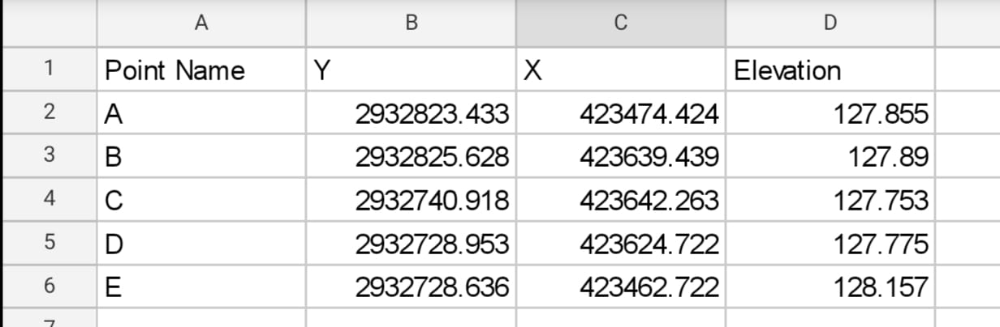 A B C D
1 Point Name Y X Elevation
2 A 2932823.433 423474.424 127.855
3 B 2932825.628 423639.439 127.89
4 C 2932740.918 423642.263 127.753
5 D 2932728.953 423624.722 127.775
6 E 2932728.636 423462.722 128.157
7